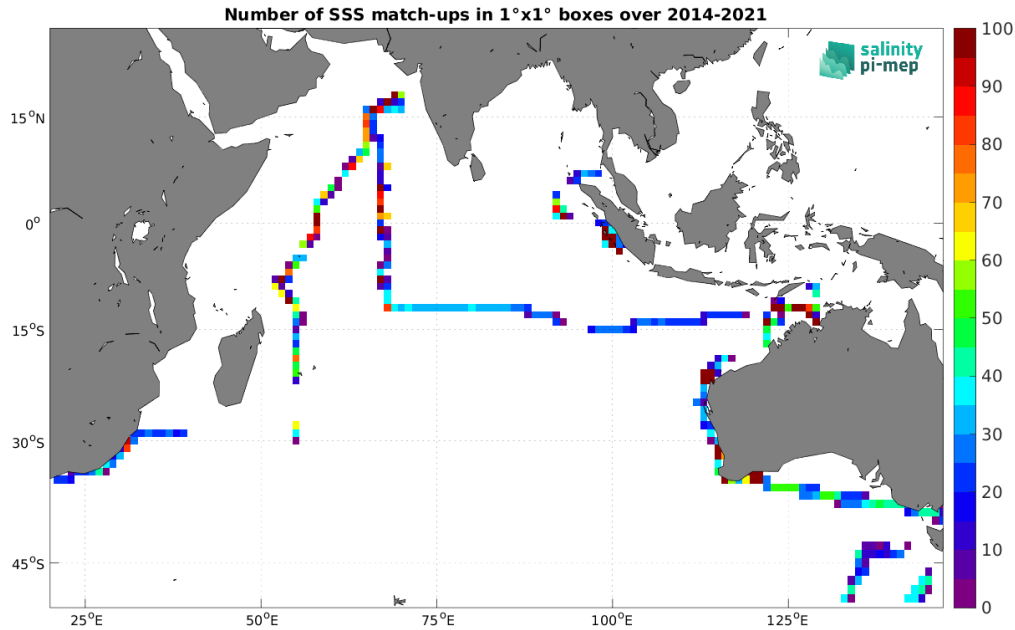 Number of SSS match-ups in 1°x1° boxes over 2014-2021
salinity
pi-mep
100
90
80
70
60
50
40
30
20
10
0
15°N
0°
15°S
30°S
45°S
25°E
50°E
75°E
100°E
125°E